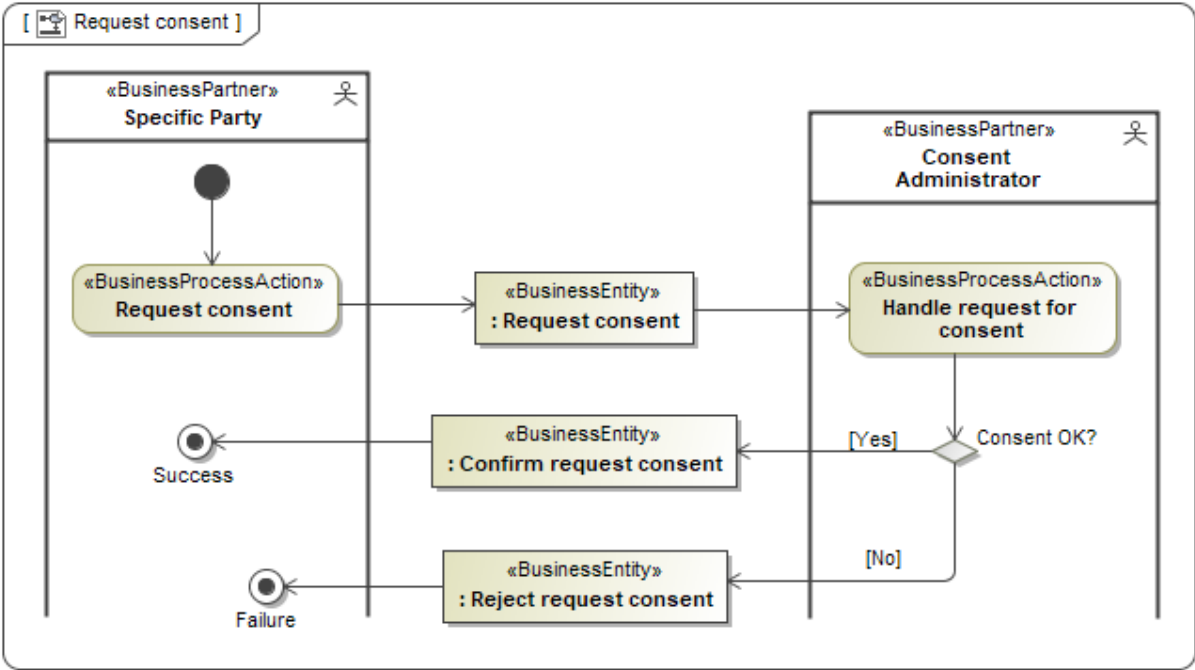 [ Request consent ]
«BusinessPartner»
Specific Party
«BusinessPartner»
Consent
Administrator
«BusinessProcessAction»
Request consent
«BusinessEntity»
: Request consent
«BusinessProcessAction»
Handle request for
consent
Consent OK?
[Yes]
«BusinessEntity»
: Confirm request consent
Success
[No]
«BusinessEntity»
: Reject request consent
Failure